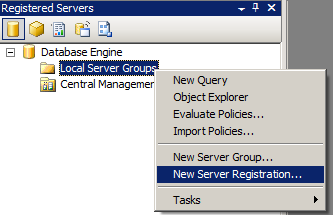 Registered Servers
Database Engine
Local Server Groups
Central Managemer
New Query
Object Explorer
Evaluate Policies...
Import Policies...
New Server Group...
New Server Registration...
Tasks